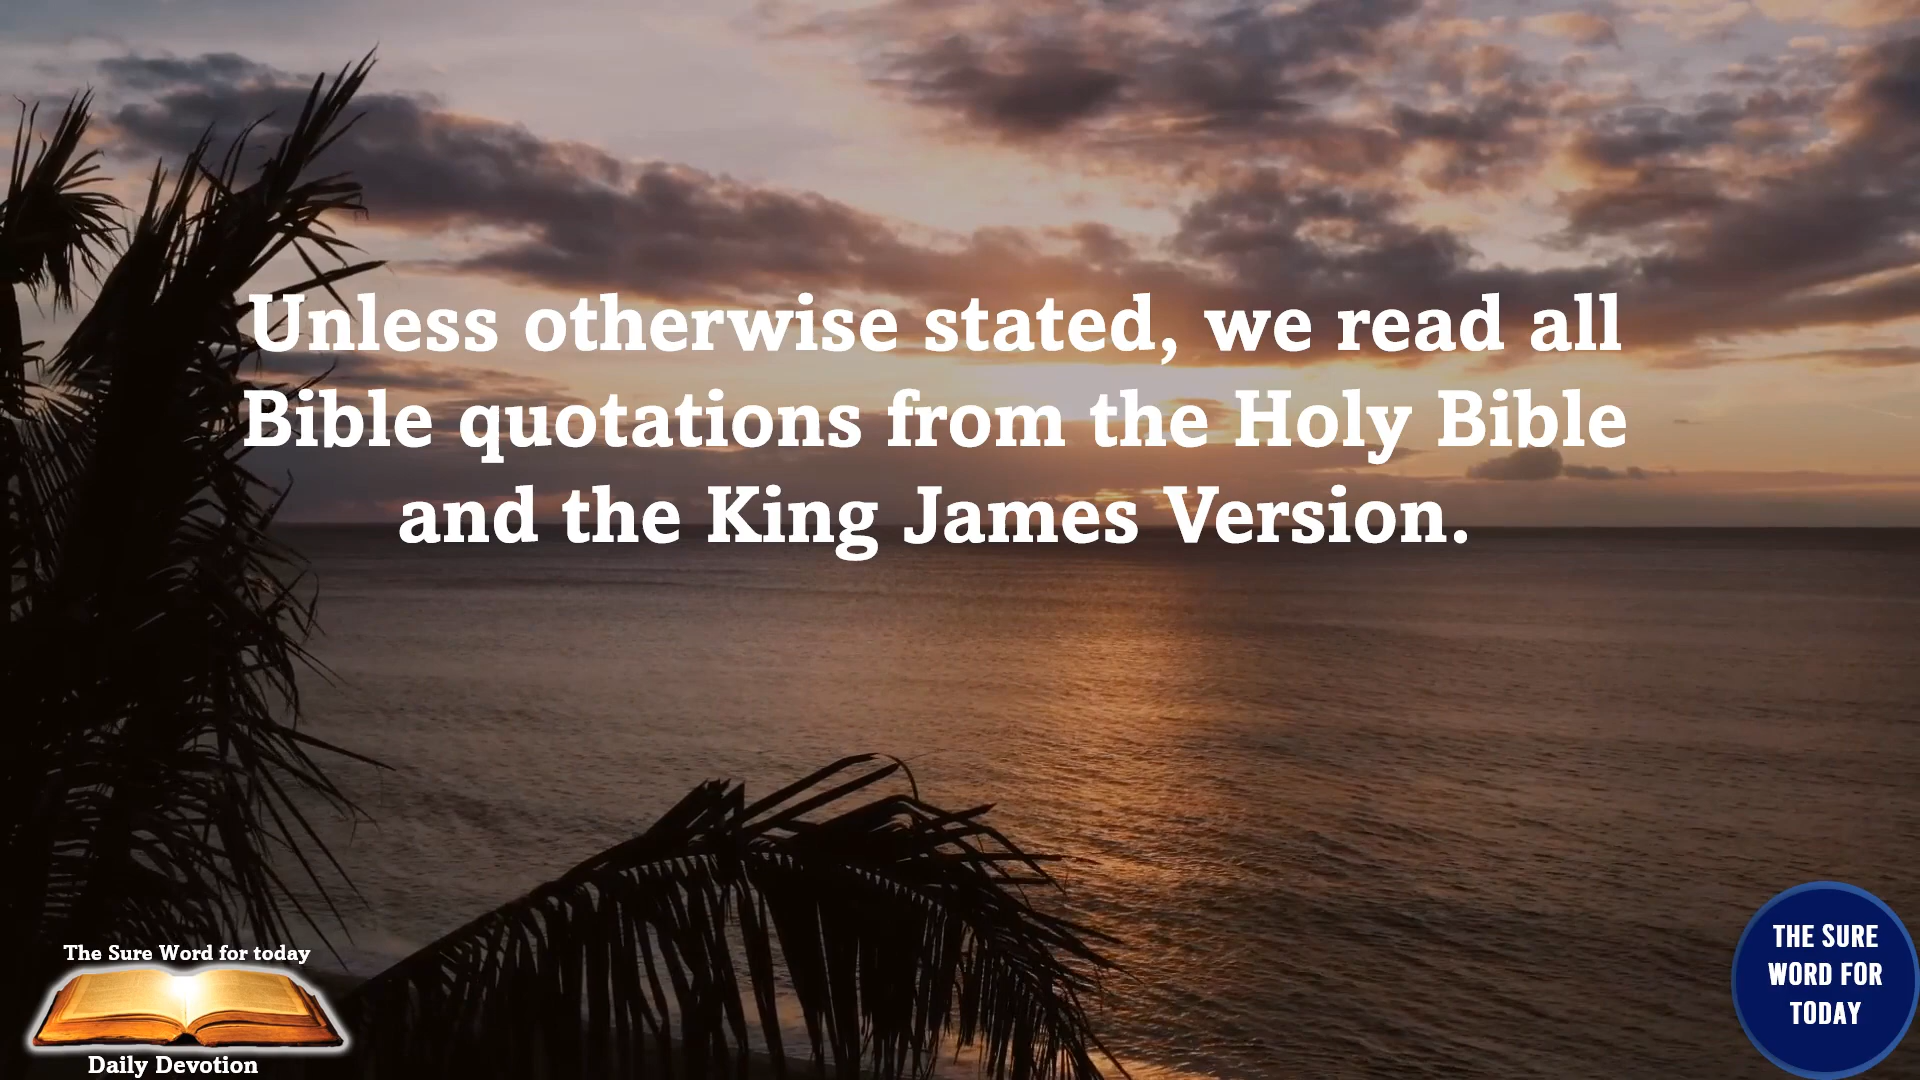 Unless otherwise stated, we read all
Bible quotations from the Holy Bible
and the King James Version.
The Sure Word for today
Daily Devotion
THE SURE
WORD FOR
TODAY